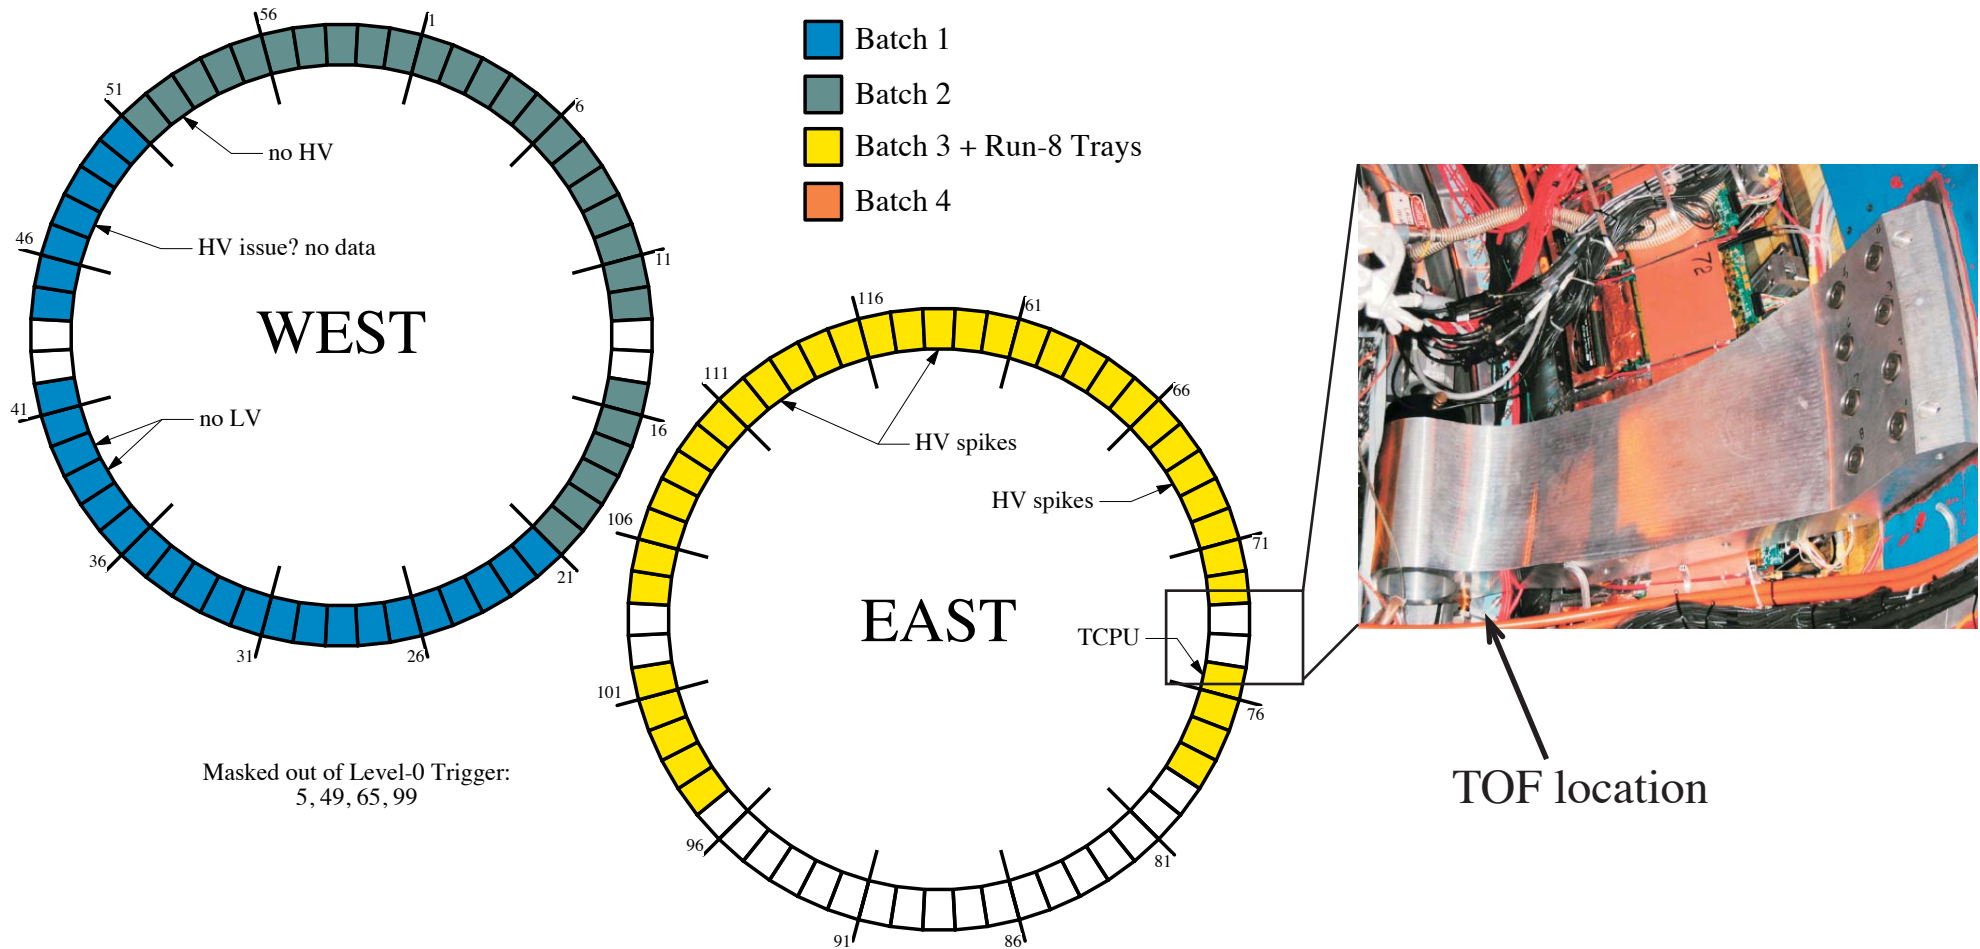 56
1
51
6
no HV
46
HV issue? no data
11
WEST
41
no LV
16
36
21
31
26
Batch 1
Batch 2
Batch 3 + Run-8 Trays
Batch 4
116
61
111
66
HV spikes
HV spikes
106
71
EAST
TCPU
101
76
96
81
91
86
Masked out of Level-0 Trigger:
5, 49, 65, 99
72
TOF location